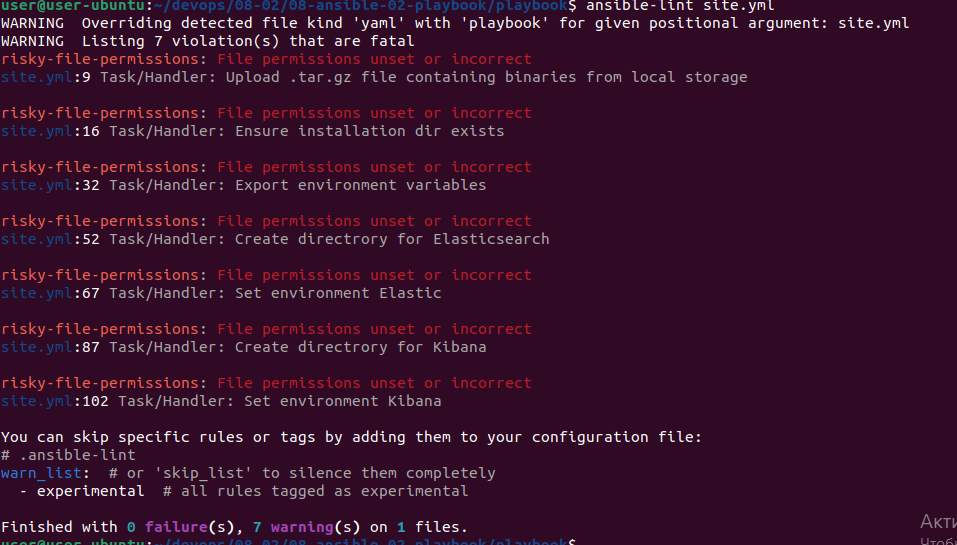 user@user-ubuntu:~/devops/08-02/08-ansible-02-playbook/playbook$ ansible-lint site.yml
WARNING  Overriding detected file kind 'yaml' with 'playbook' for given positional argument: site.yml
WARNING  Listing 7 violation(s) that are fatal
risky-file-permissions: File permissions unset or incorrect
site.yml:9 Task/Handler: Upload .tar.gz file containing binaries from local storage
risky-file-permissions: File permissions unset or incorrect
site.yml:16 Task/Handler: Ensure installation dir exists
risky-file-permissions: File permissions unset or incorrect
site.yml:32 Task/Handler: Export environment variables
risky-file-permissions: File permissions unset or incorrect
site.yml:52 Task/Handler: Create directrory for Elasticsearch
risky-file-permissions: File permissions unset or incorrect
site.yml:67 Task/Handler: Set environment Elastic
risky-file-permissions: File permissions unset or incorrect
site.yml:87 Task/Handler: Create directrory for Kibana
risky-file-permissions: File permissions unset or incorrect
site.yml:102 Task/Handler: Set environment Kibana
You can skip specific rules or tags by adding them to your configuration file:
# .ansible-lint
warn_list:  # or 'skip_list' to silence them completely
  - experimental  # all rules tagged as experimental
Finished with 0 failure(s), 7 warning(s) on 1 files.
user@user-ubuntu:~/devops/08-02/08-ansible-02-playbook/playbook$